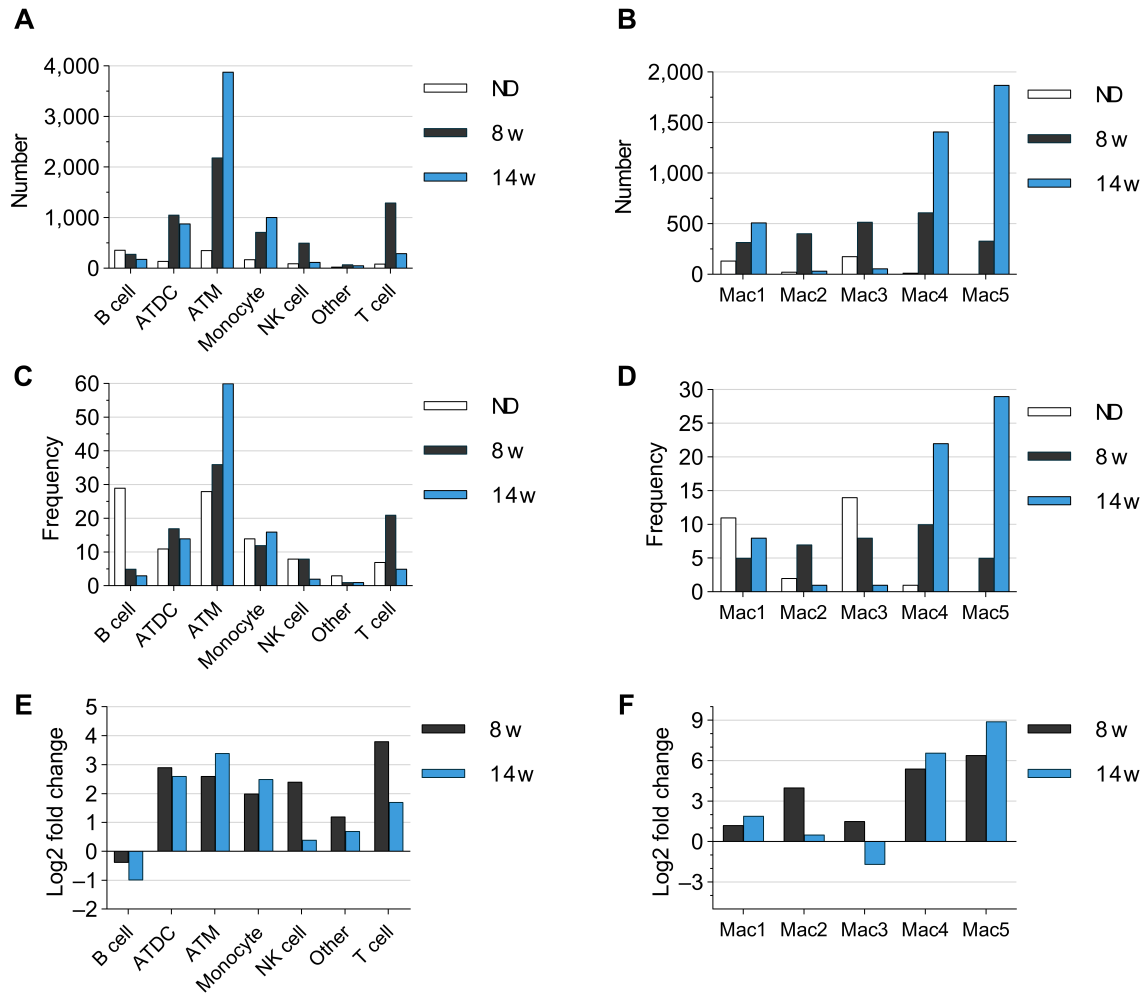 A
Number
4,000
3,000
2,000
1,000
0
B cell
ATDC
ATM
Monocyte
NK cell
Other
T cell
ND
8 w
14 w
B
Number
2,000
1,500
1,000
500
0
Mac1
Mac2
Mac3
Mac4
Mac5
ND
8 w
14 w
C
Frequency
60
50
40
30
20
10
0
B cell
ATDC
ATM
Monocyte
NK cell
Other
T cell
ND
8 w
14 w
D
Frequency
30
25
20
15
10
5
0
Mac1
Mac2
Mac3
Mac4
Mac5
ND
8 w
14 w
E
Log2 fold change
5
4
3
2
1
0
–1
–2
B cell
ATDC
ATM
Monocyte
NK cell
Other
T cell
8 w
14 w
F
Log2 fold change
9
6
3
0
–3
Mac1
Mac2
Mac3
Mac4
Mac5
8 w
14 w